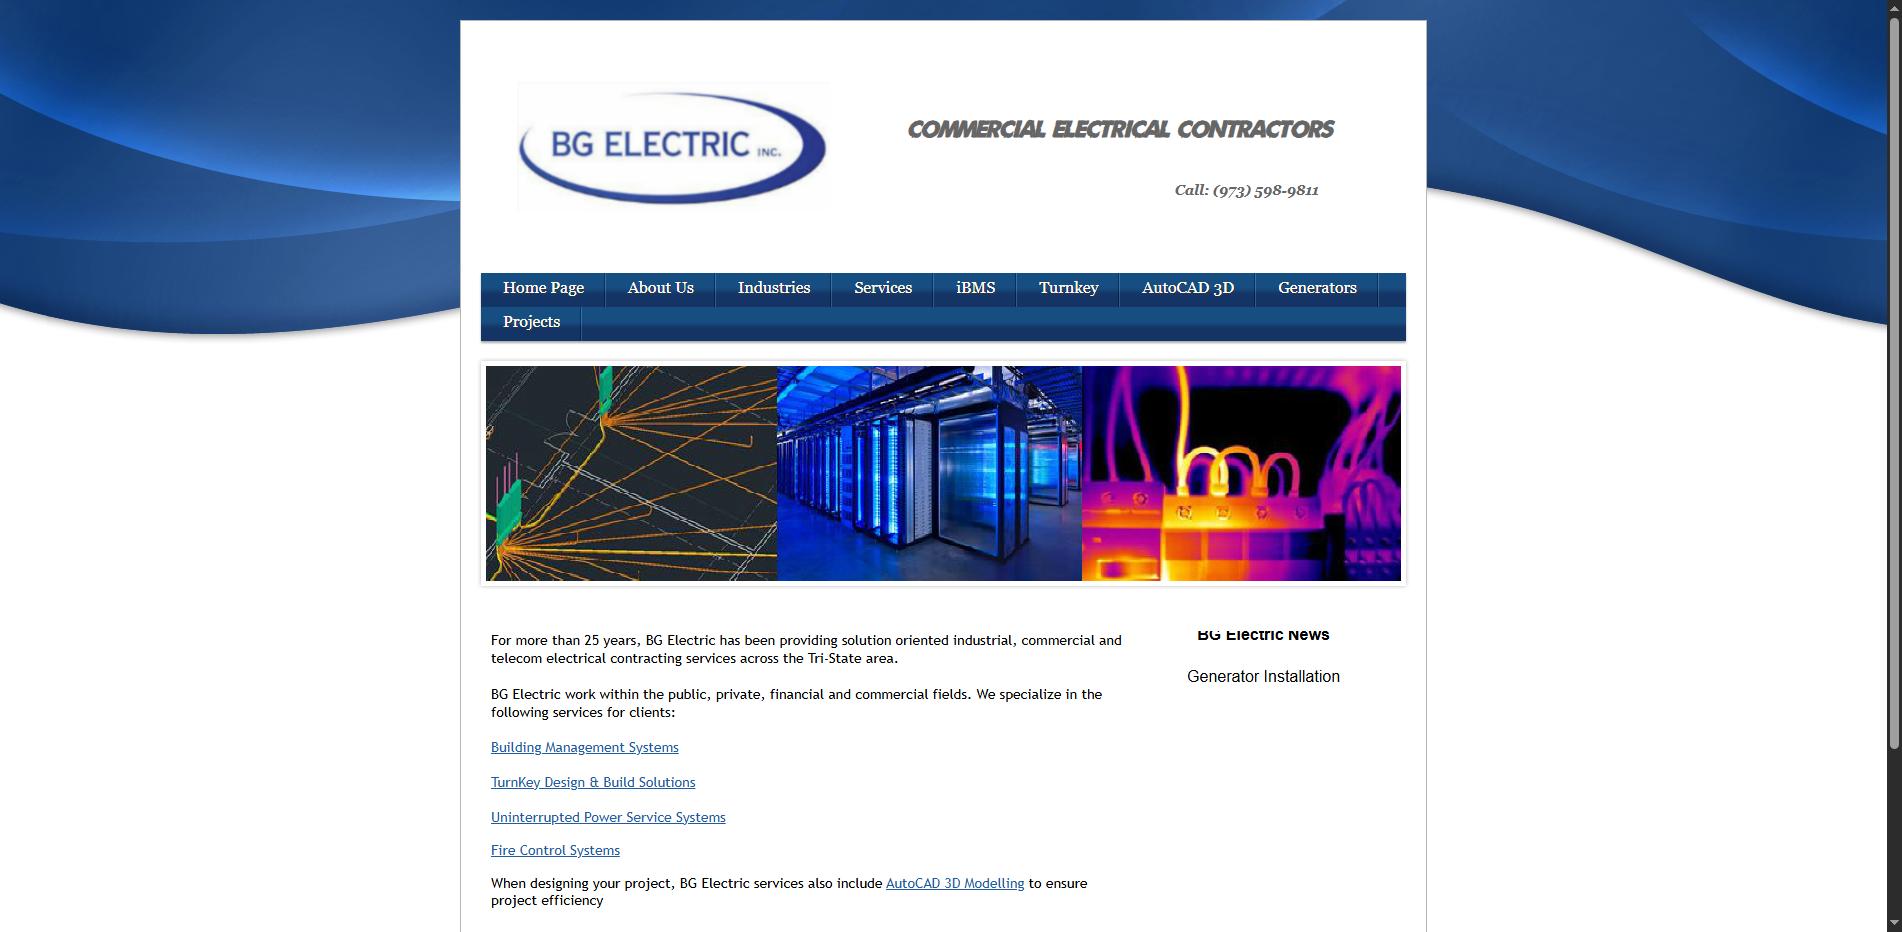 BG ELECTRIC INC.
COMMERCIAL ELECTRICAL CONTRACTORS
Call: (973) 598-9811
Home Page About Us Industries Services iBMS Turnkey AutoCAD 3D Generators
Projects
For more than 25 years, BG Electric has been providing solution oriented industrial, commercial and
telecom electrical contracting services across the Tri-State area.
BG Electric work within the public, private, financial and commercial fields. We specialize in the
following services for clients:
Building Management Systems
TurnKey Design & Build Solutions
Uninterrupted Power Service Systems
Fire Control Systems
When designing your project, BG Electric services also include AutoCAD 3D Modelling to ensure
project efficiency
BG Electric News
Generator Installation